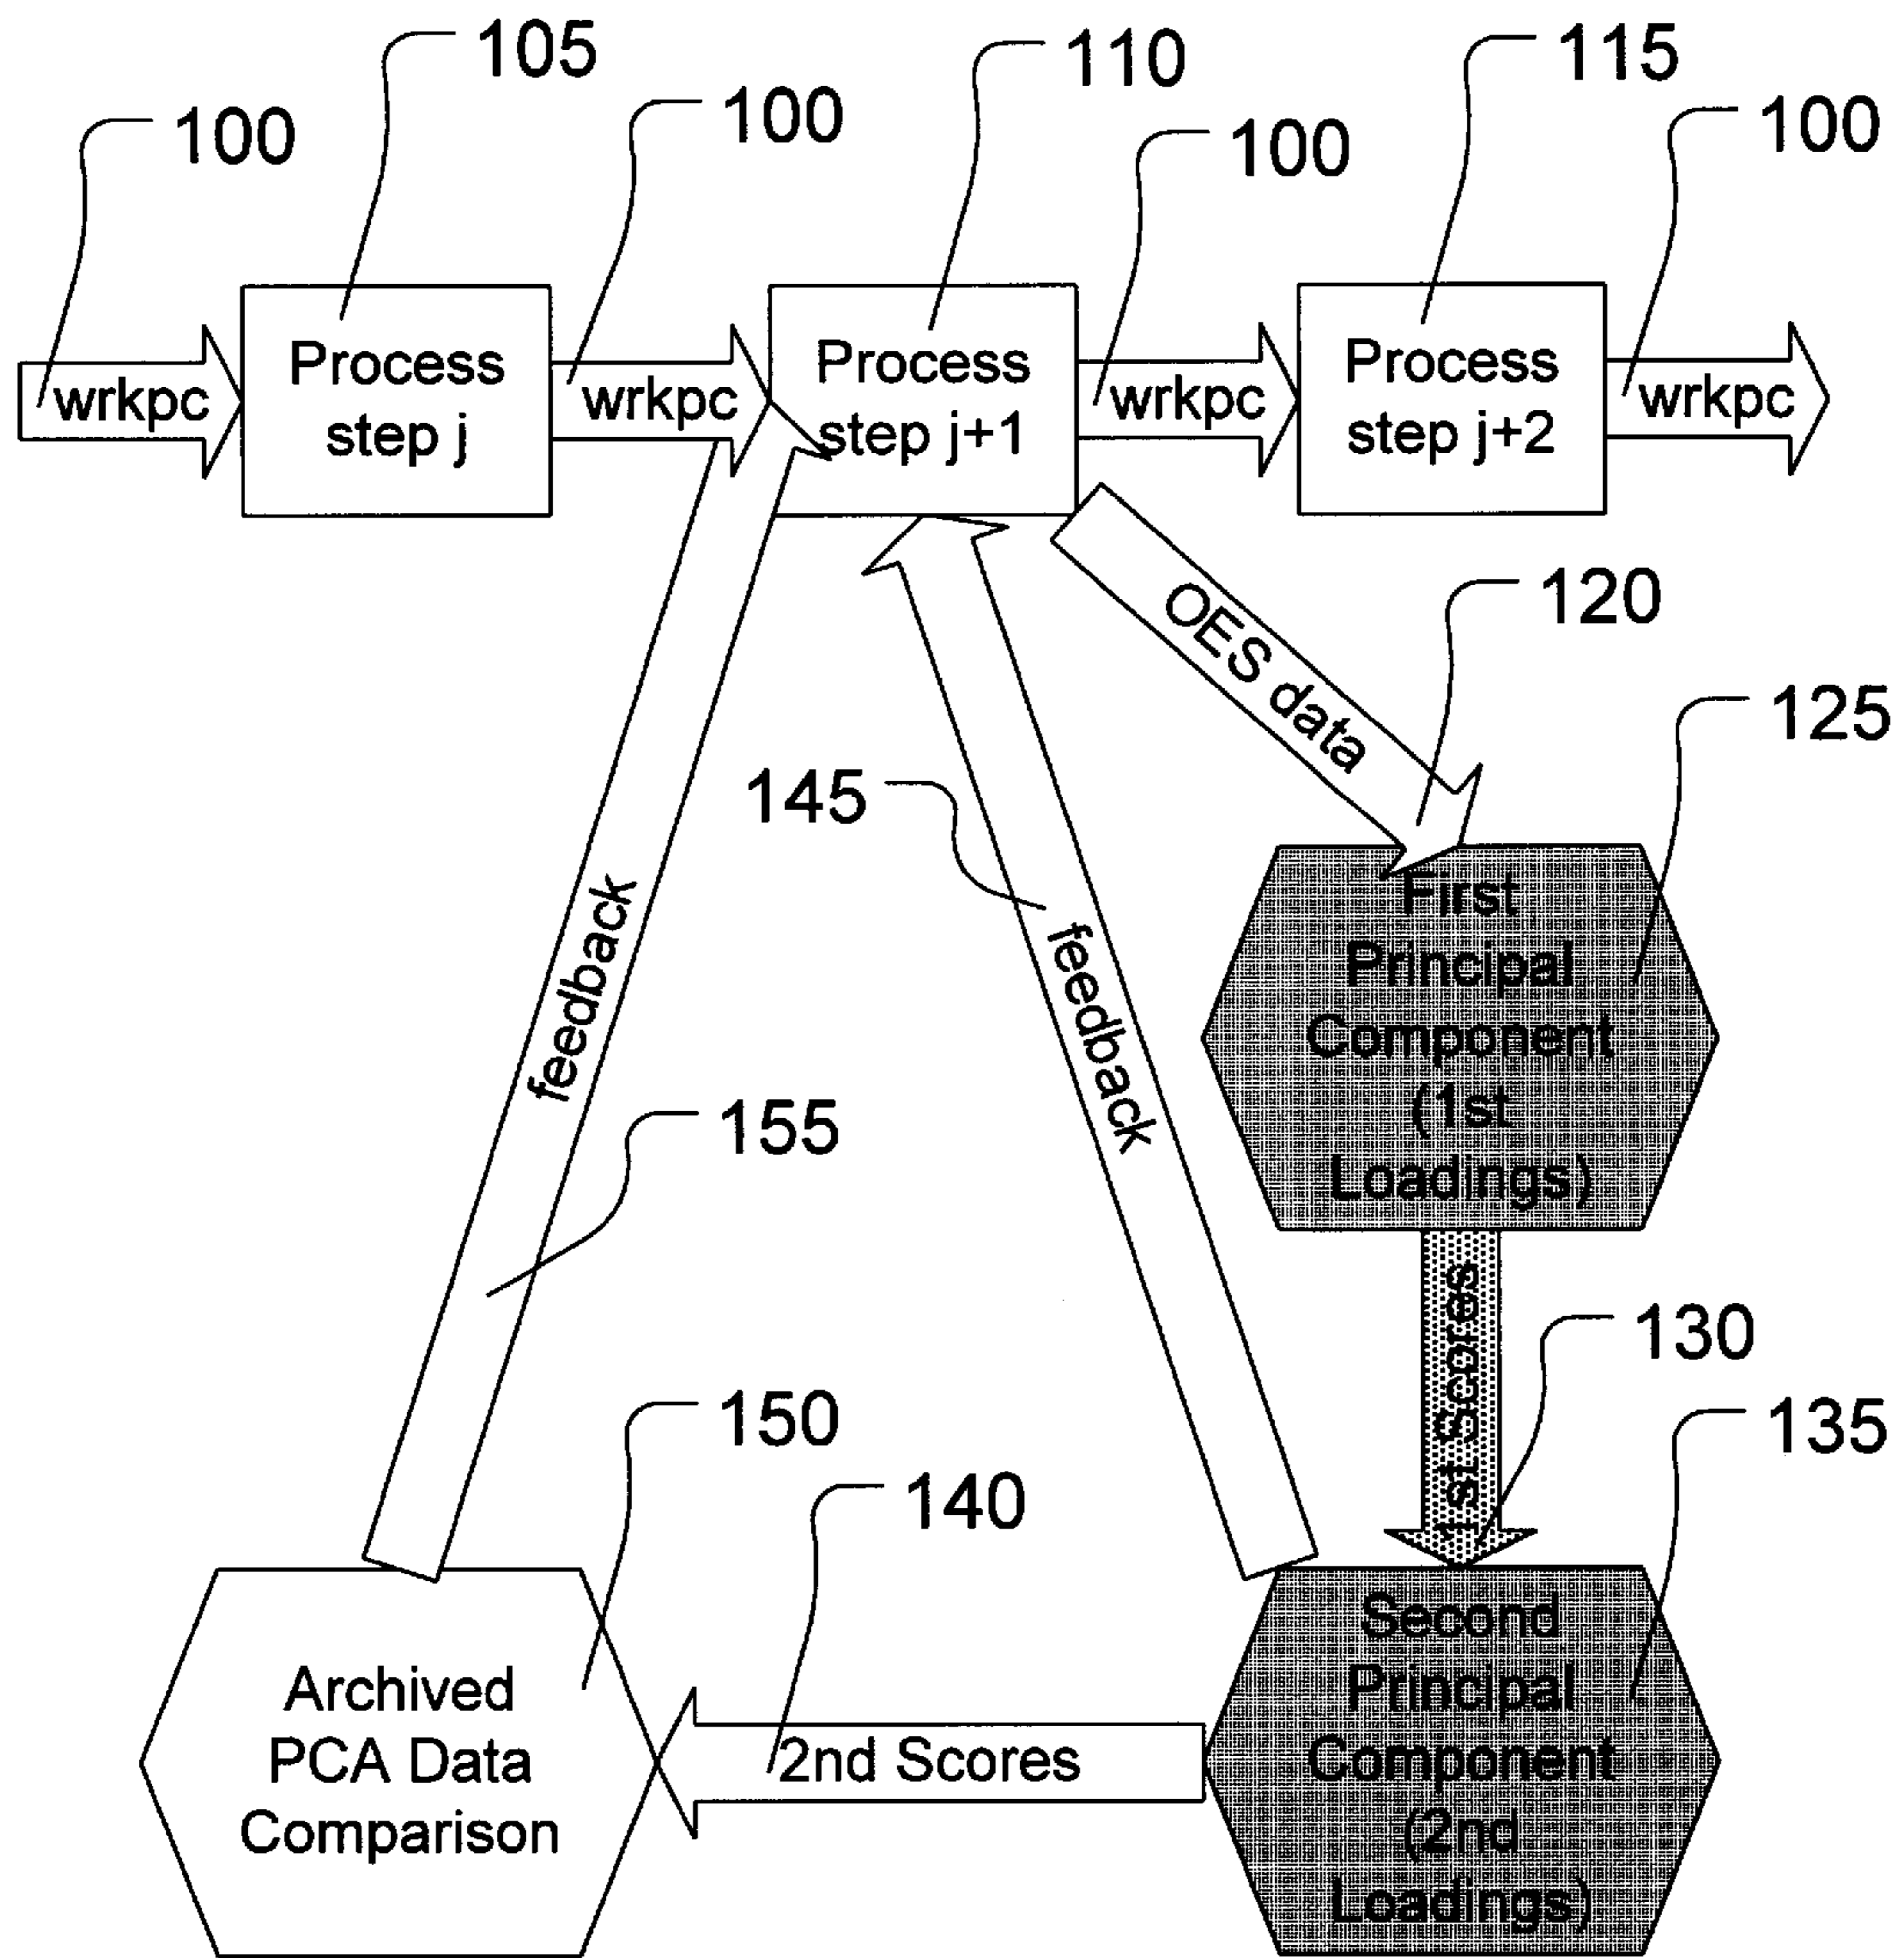 105
110
115
100
100
100
100
wrkpc
Process
step j
wrkpc
Process
step j+1
wrkpc
Process
step j+2
wrkpc
OES data
120
125
145
First
Principal
Component
(1st
Loadings)
feedback
feedback
155
1st Scores
130
135
150
140
Second
Principal
Component
(2nd
Loadings)
Archived
PCA Data
Comparison
2nd Scores